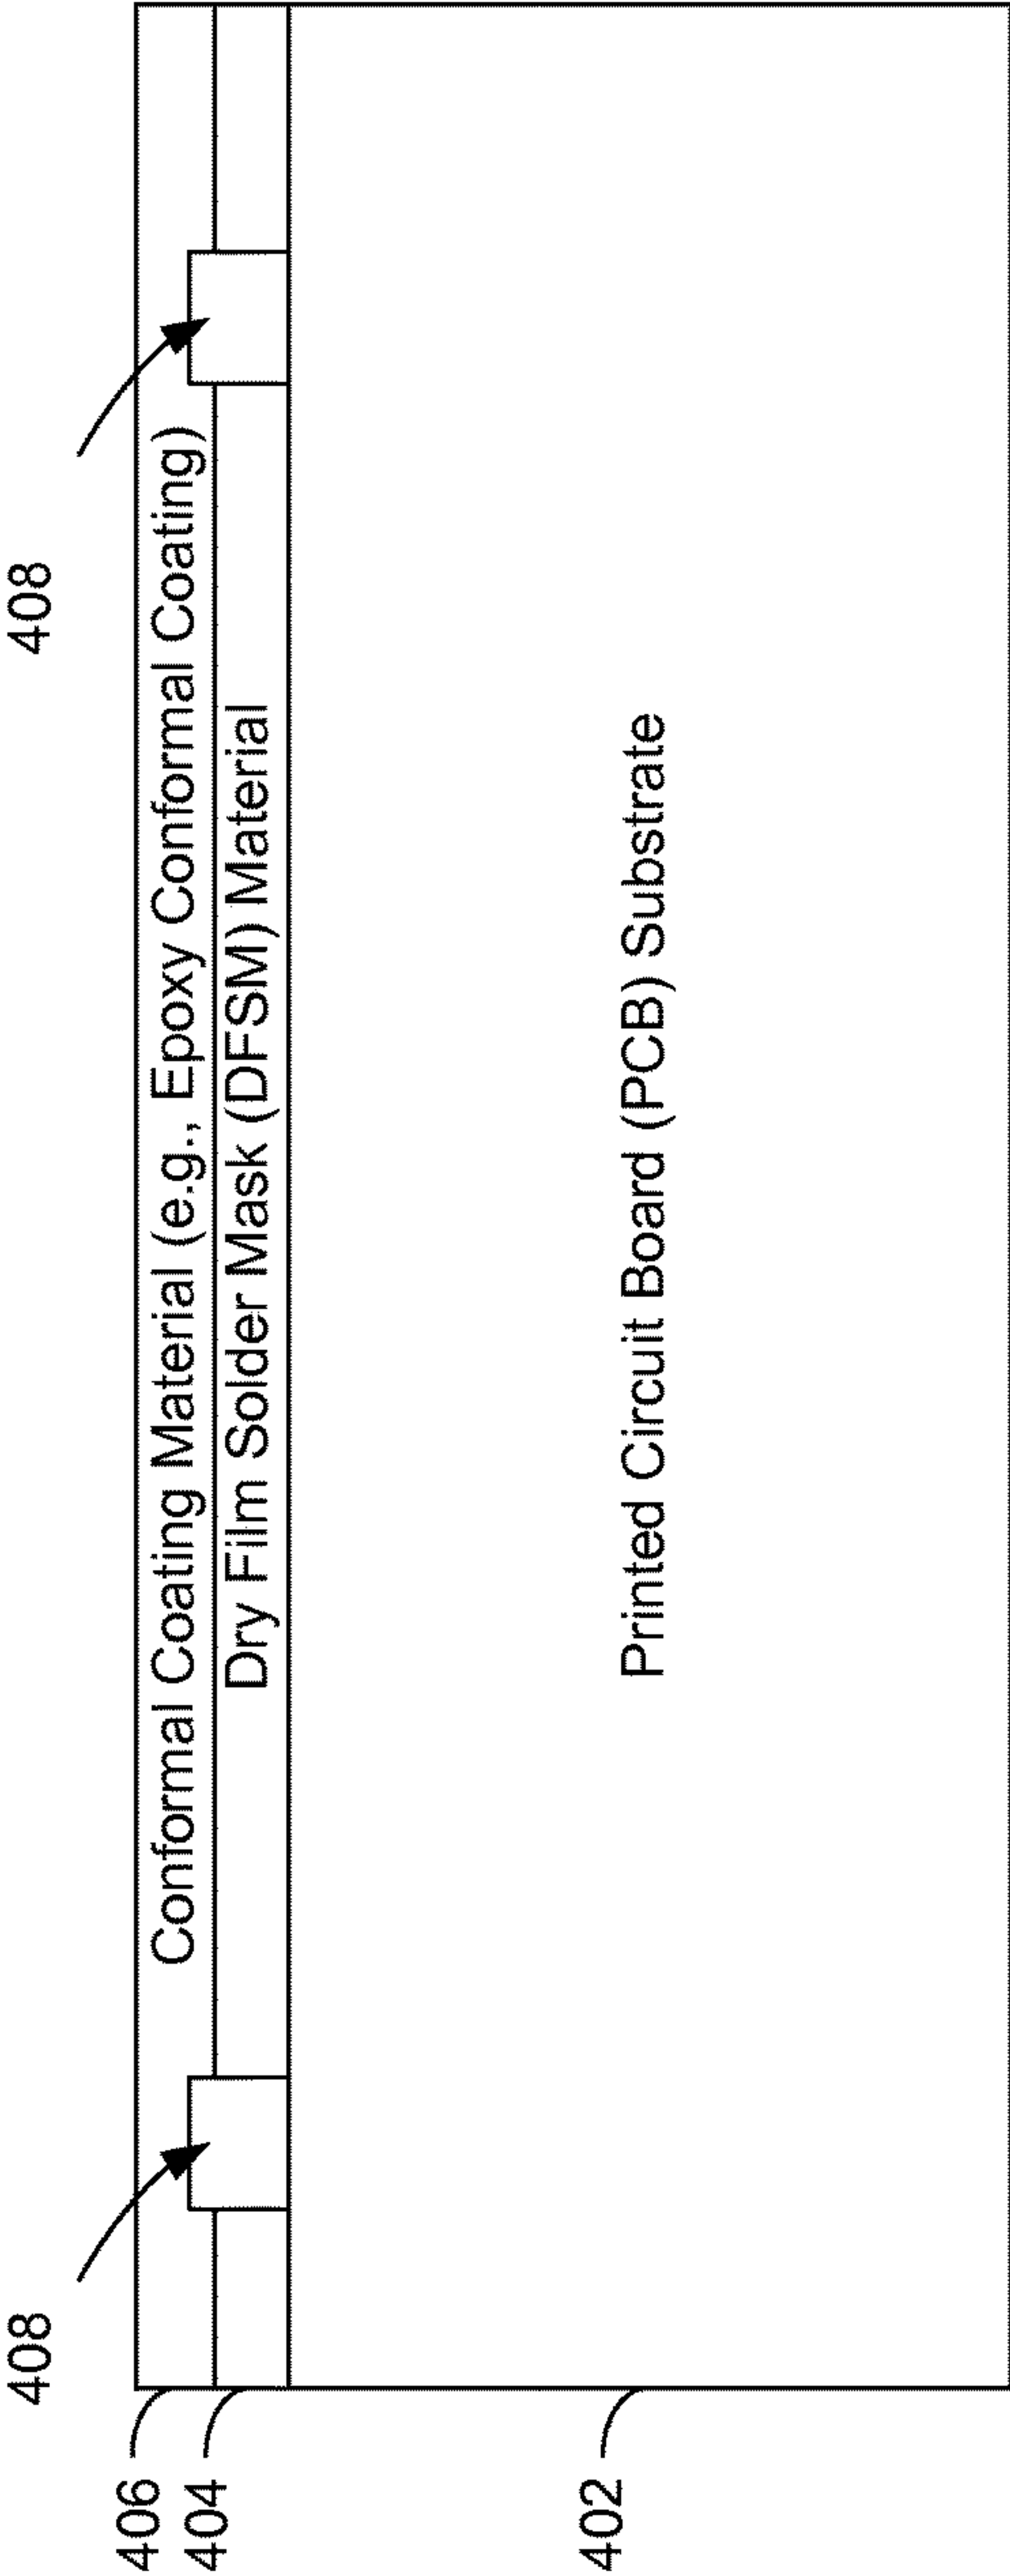 408
408
406
Conformal Coating Material (e.g., Epoxy Conformal Coating)
404
Dry Film Solder Mask (DFSM) Material
402
Printed Circuit Board (PCB) Substrate